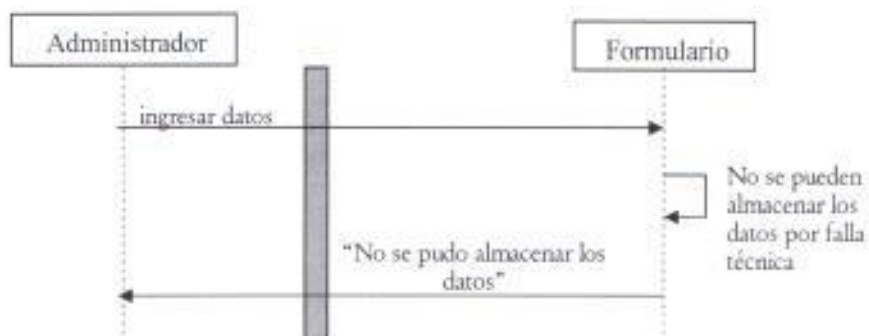 Administrador
Formulario
ingresar datos
No se pueden
almacenar los
datos por falla
técnica
“No se pudo almacenar los
datos”